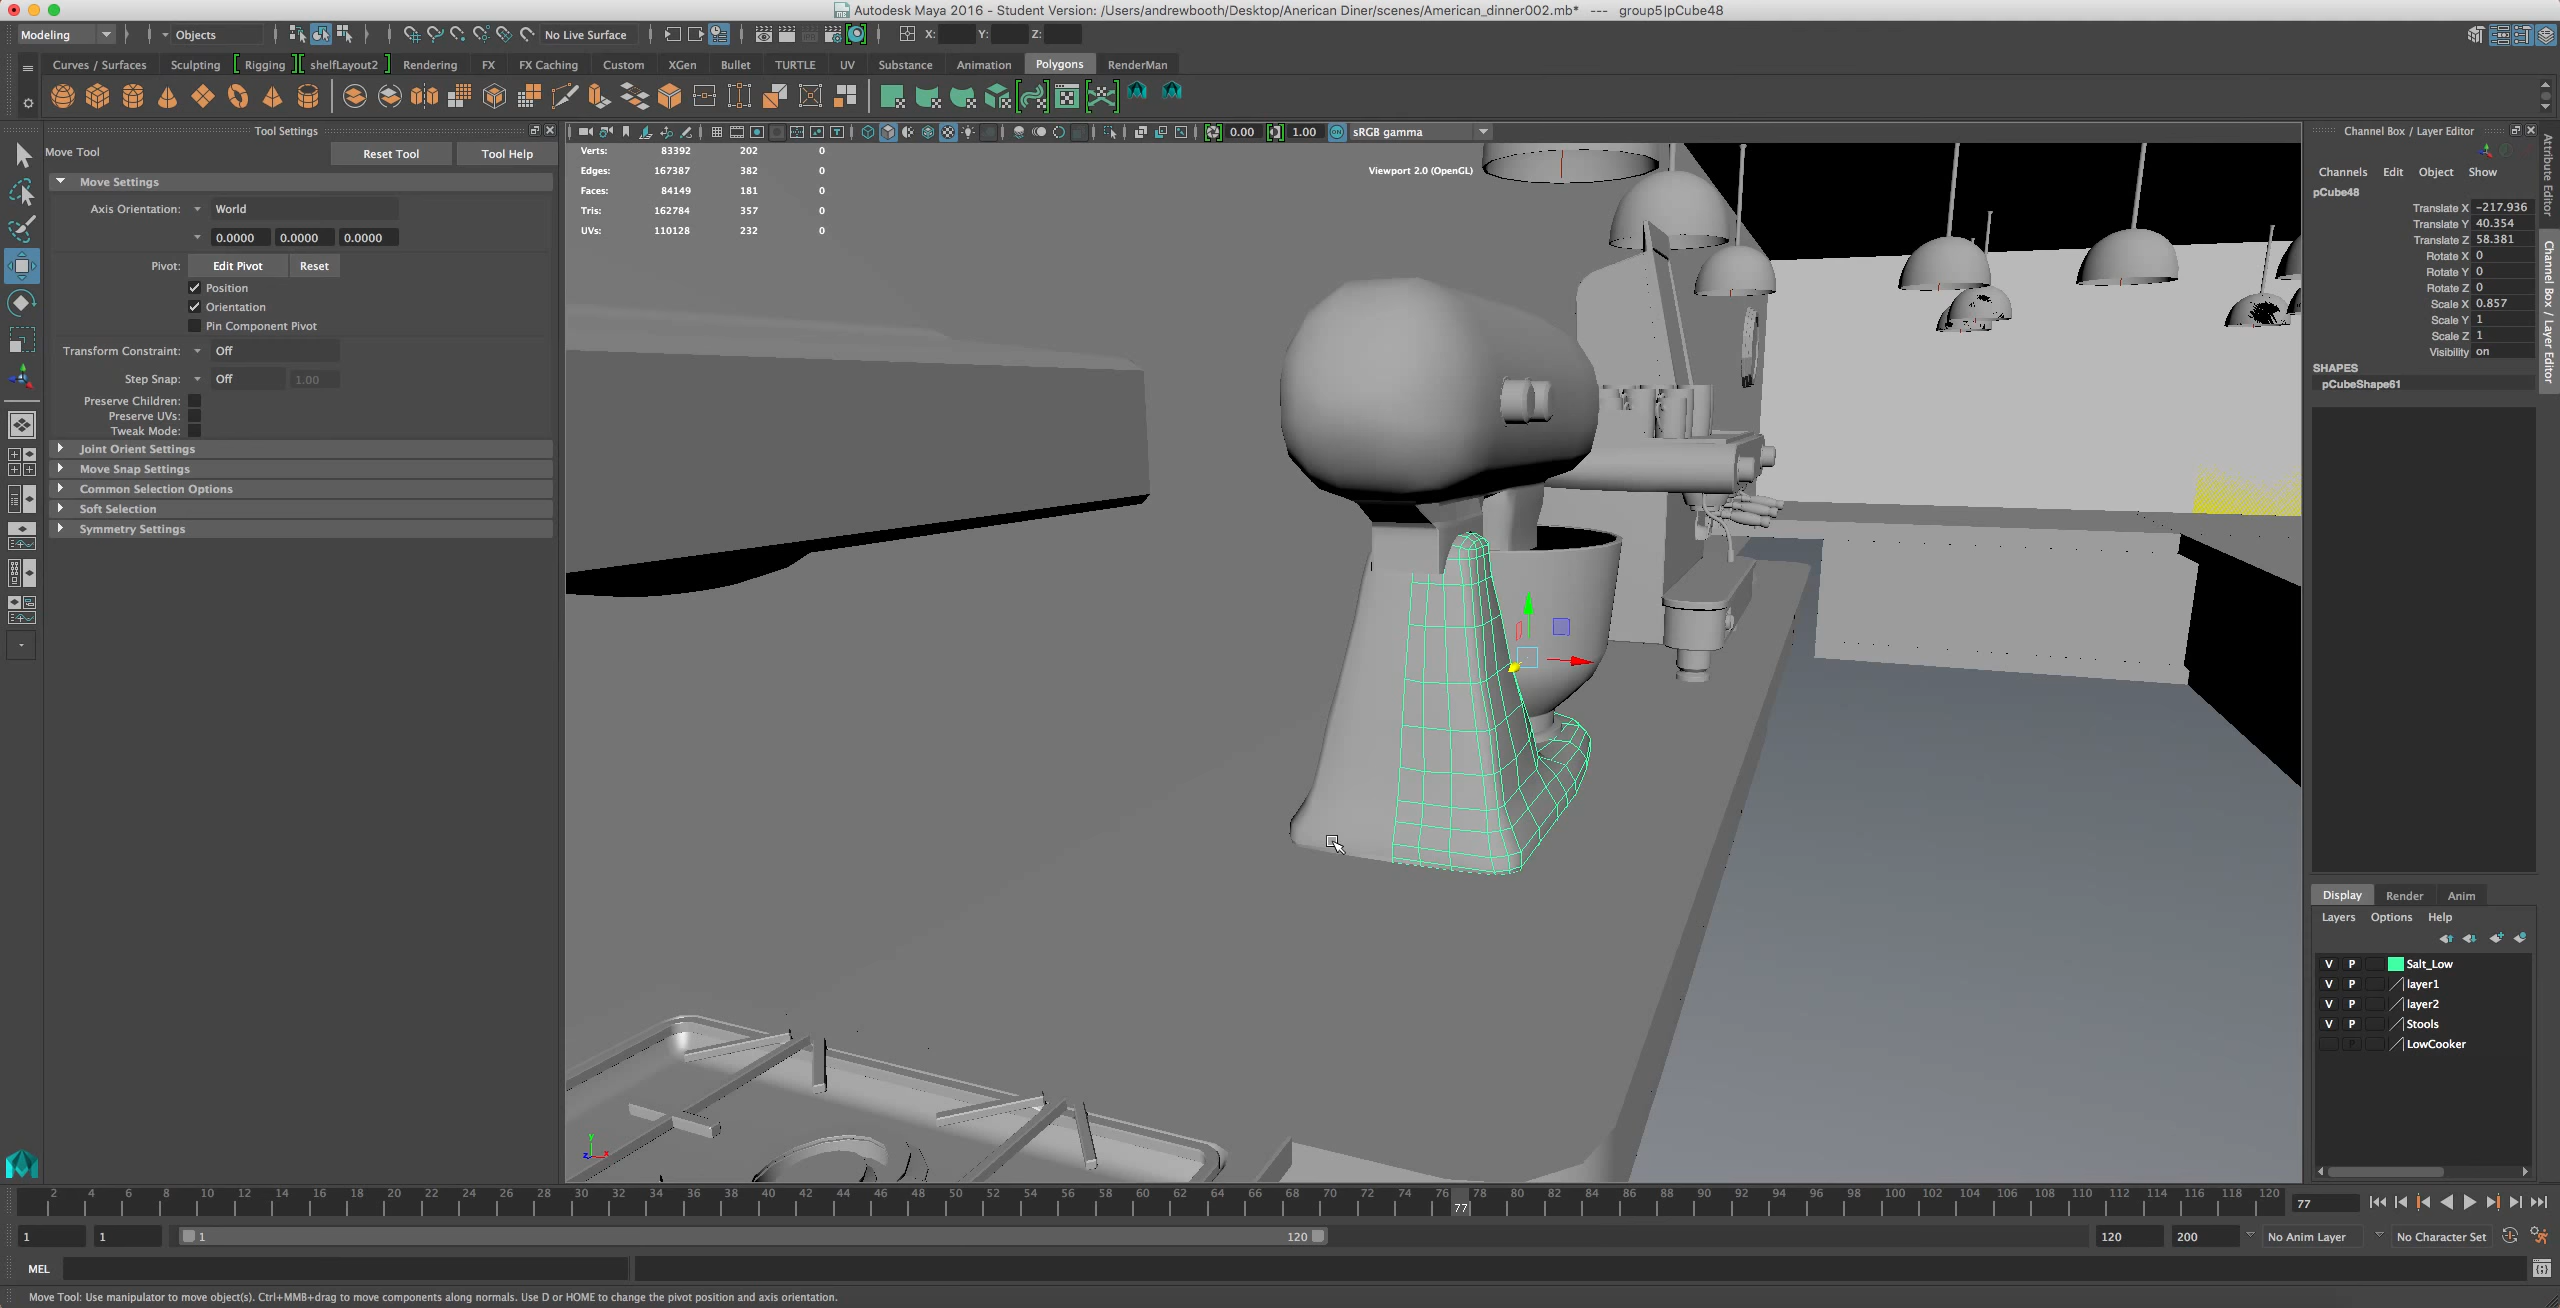 Autodesk Maya 2016 - Student Version: /Users/andrewbooth/Desktop/Anerican Diner/scenes/American_dinner002.mb* --- group5|pCube48
Modeling Objects No Live Surface X: Y: Z:
Curves / Surfaces Sculpting Rigging shelfLayout2 Rendering FX FX Caching Custom XGen Bullet TURTLE UV Substance Animation Polygons RenderMan
Tool Settings
Move Tool Reset Tool Tool Help
Move Settings
Axis Orientation: World
0.0000 0.0000 0.0000
Pivot: Edit Pivot Reset
Position
Orientation
Pin Component Pivot
Transform Constraint: Off
Step Snap: Off 1.00
Preserve Children:
Preserve UVs:
Tweak Mode:
Joint Orient Settings
Move Snap Settings
Common Selection Options
Soft Selection
Symmetry Settings
0.00 1.00 ON sRGB gamma
Verts: 83392 202 0
Edges: 167387 382 0
Faces: 84149 181 0
Tris: 162784 357 0
UVs: 110128 232 0
Viewport 2.0 (OpenGL)
y
z x
Channel Box / Layer Editor
Channels Edit Object Show
pCube48
Translate X -217.936
Translate Y 40.354
Translate Z 58.381
Rotate X 0
Rotate Y 0
Rotate Z 0
Scale X 0.857
Scale Y 1
Scale Z 1
Visibility on
SHAPES
pCubeShape61
Attribute Editor
Channel Box / Layer Editor
Display Render Anim
Layers Options Help
V P Salt_Low
V P layer1
V P layer2
V P Stools
P LowCooker
2 4 6 8 10 12 14 16 18 20 22 24 26 28 30 32 34 36 38 40 42 44 46 48 50 52 54 56 58 60 62 64 66 68 70 72 74 76 78 80 82 84 86 88 90 92 94 96 98 100 102 104 106 108 110 112 114 116 118 120
77 77
1 1 1 120 120 200 No Anim Layer No Character Set
MEL
Move Tool: Use manipulator to move object(s). Ctrl+MMB+drag to move components along normals. Use D or HOME to change the pivot position and axis orientation.